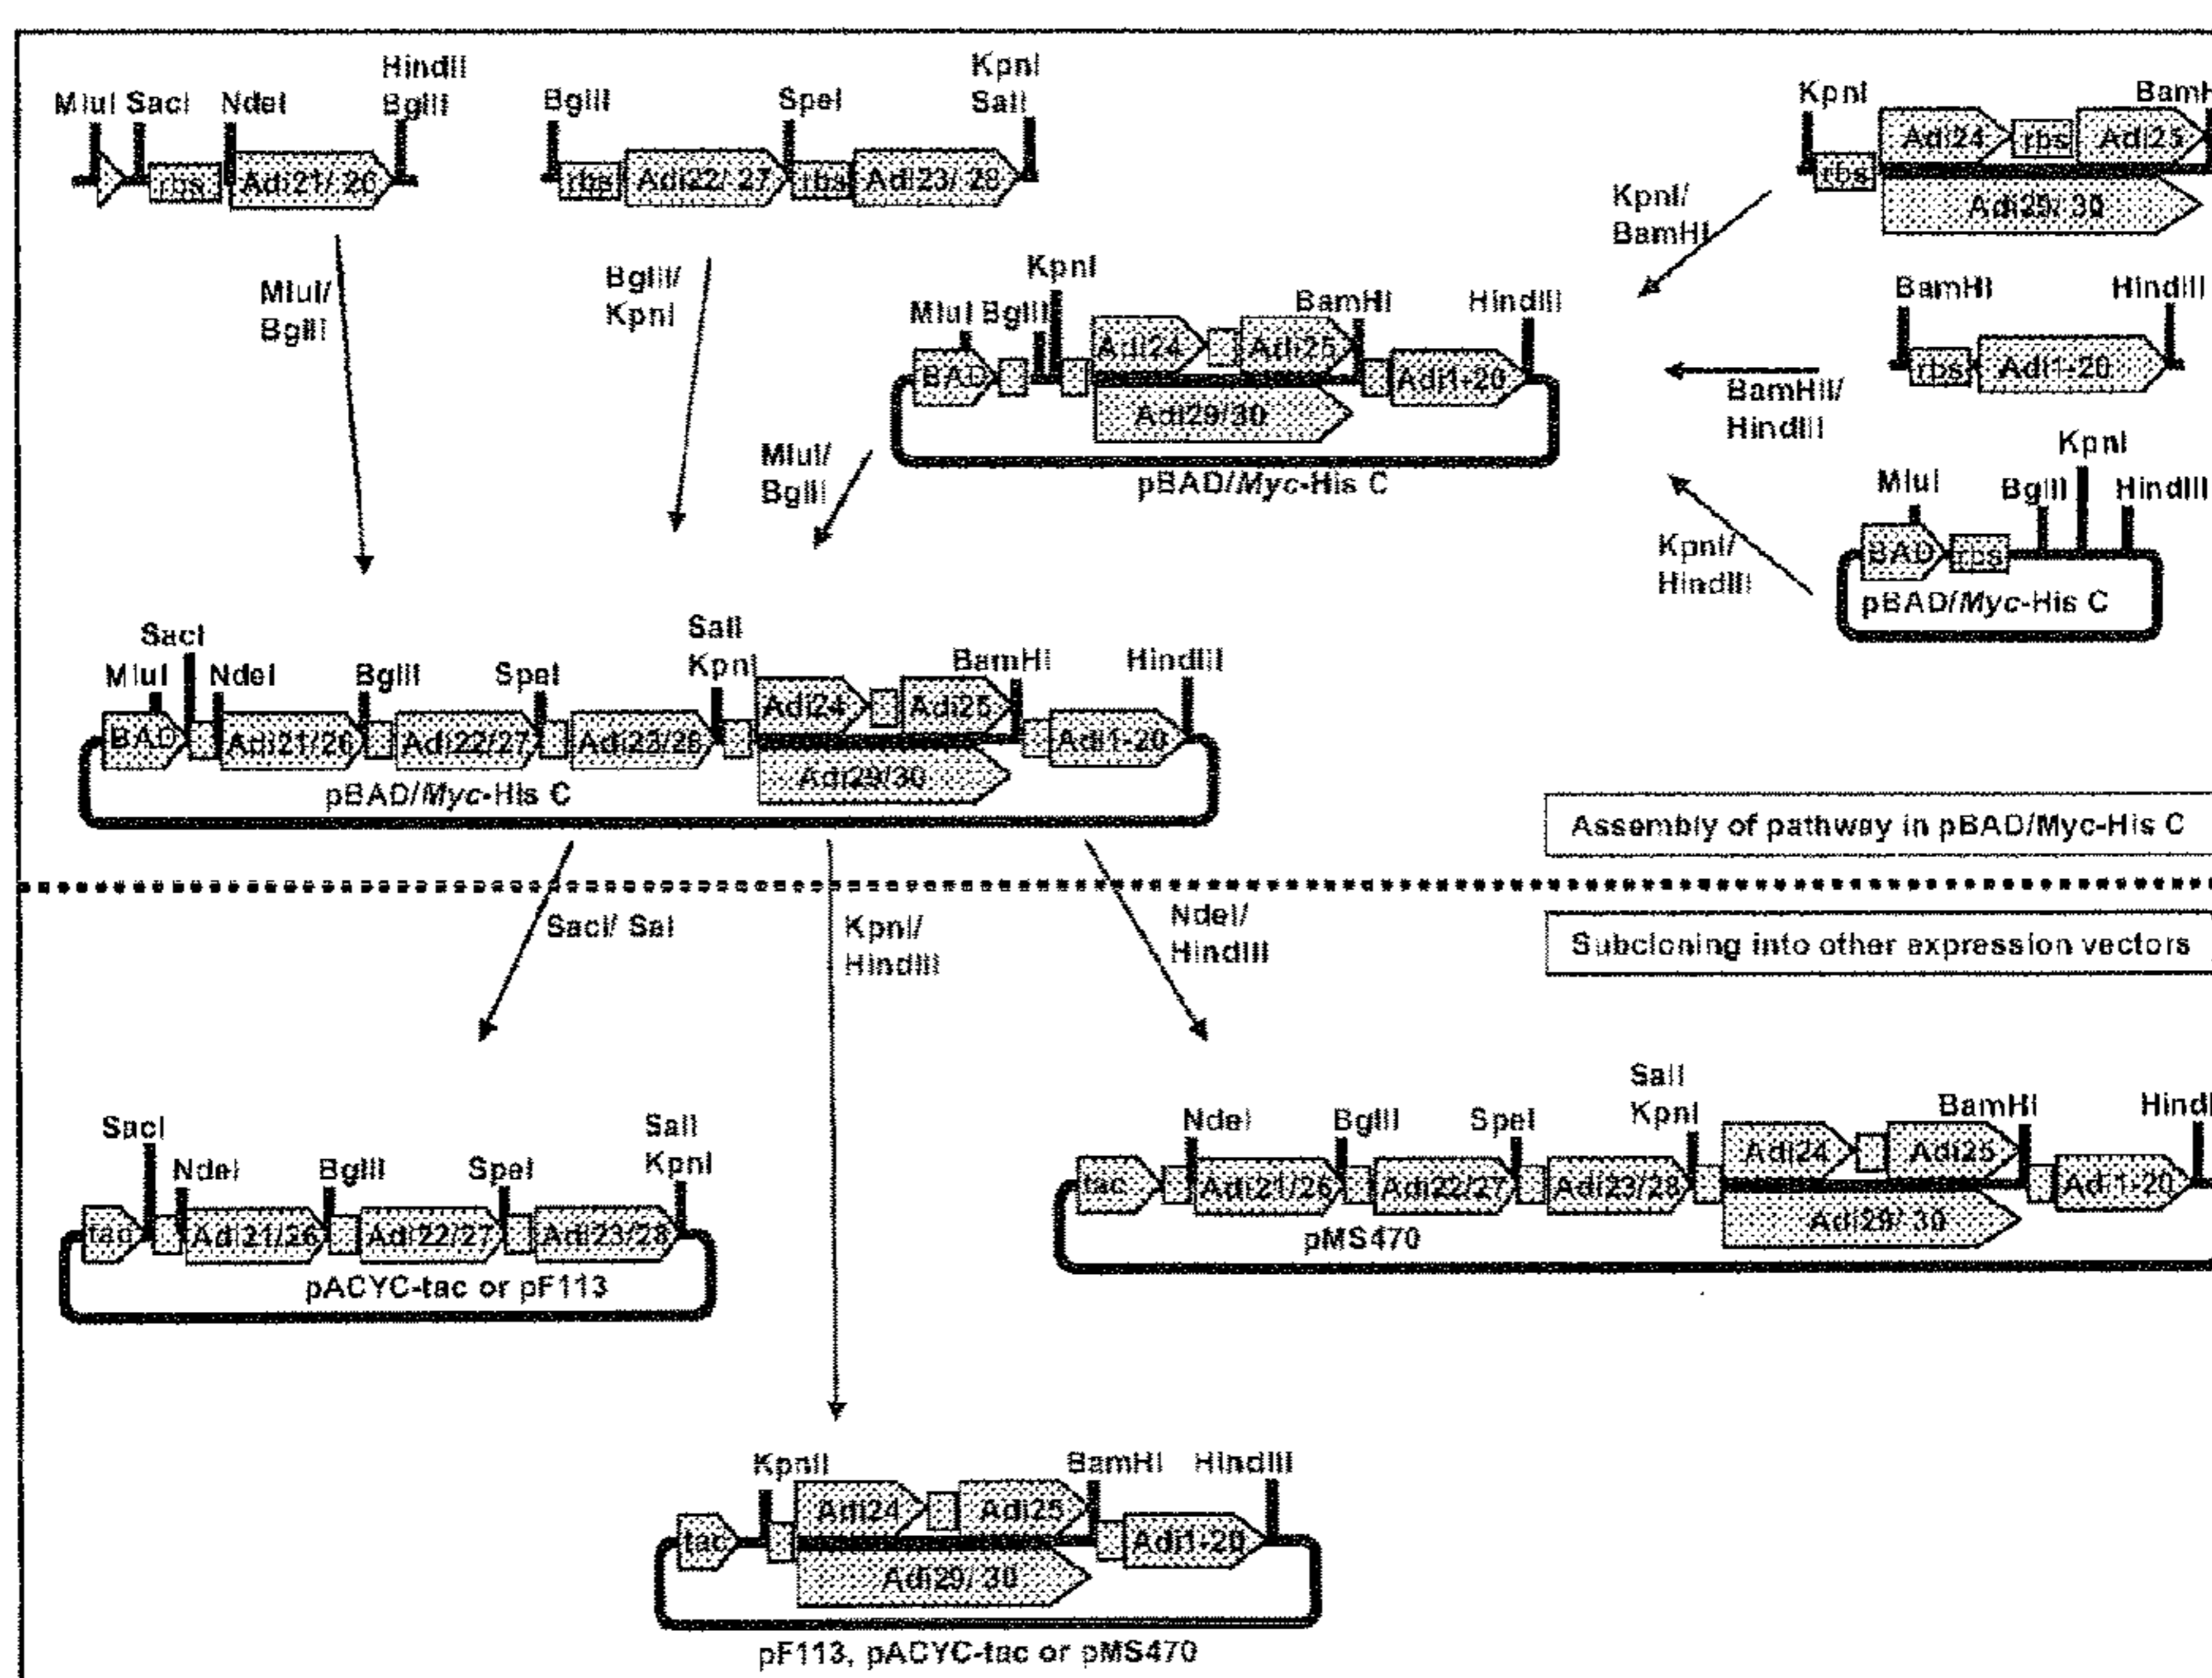 MluI SacI NdeI HindII
BglII
rbs Adi21/ 26
BglII SpeI KpnI
SalI
rbs Adi22/ 27 rbs Adi23/ 28
KpnI BamH
Adi24 rbs Adi25
rbs
Adi29/ 30
MluI/
BglII
BglII/
KpnI
KpnI/
BamHI
BamHI HindIII
rbs Adi1-20
BamHII/
HindIII
KpnI
MluI BglII BamHI HindIII
BAD Adi24 Adi25 Adi1-20
Adi29/30
pBAD/Myc-His C
MluI/
BglII
KpnI/
HindIII
KpnI
MluI BglII HindIII
BAD rbs
pBAD/Myc-His C
SacI SalI
MluI NdeI BglII SpeI KpnI BamHI HindIII
BAD Adi21/26 Adi22/27 Adi23/28 Adi24 Adi25 Adi1-20
Adi29/30
pBAD/Myc-His C
Assembly of pathway in pBAD/Myc-His C
SacI/ Sal
KpnI/
HindIII
NdeI/
HindIII
Subcloning into other expression vectors
SacI SalI
NdeI BglII SpeI KpnI
tac Adi21/26 Adi22/27 Adi23/28
pACYC-tac or pF113
SalI
NdeI BglII SpeI KpnI BamHI HindI
tac Adi21/26 Adi22/27 Adi23/28 Adi24 Adi25 Adi1-20
Adi29/ 30
pMS470
KpnII BamHI HindIII
tac Adi24 Adi25 Adi1-20
Adi29/ 30
pF113, pACYC-tac or pMS470